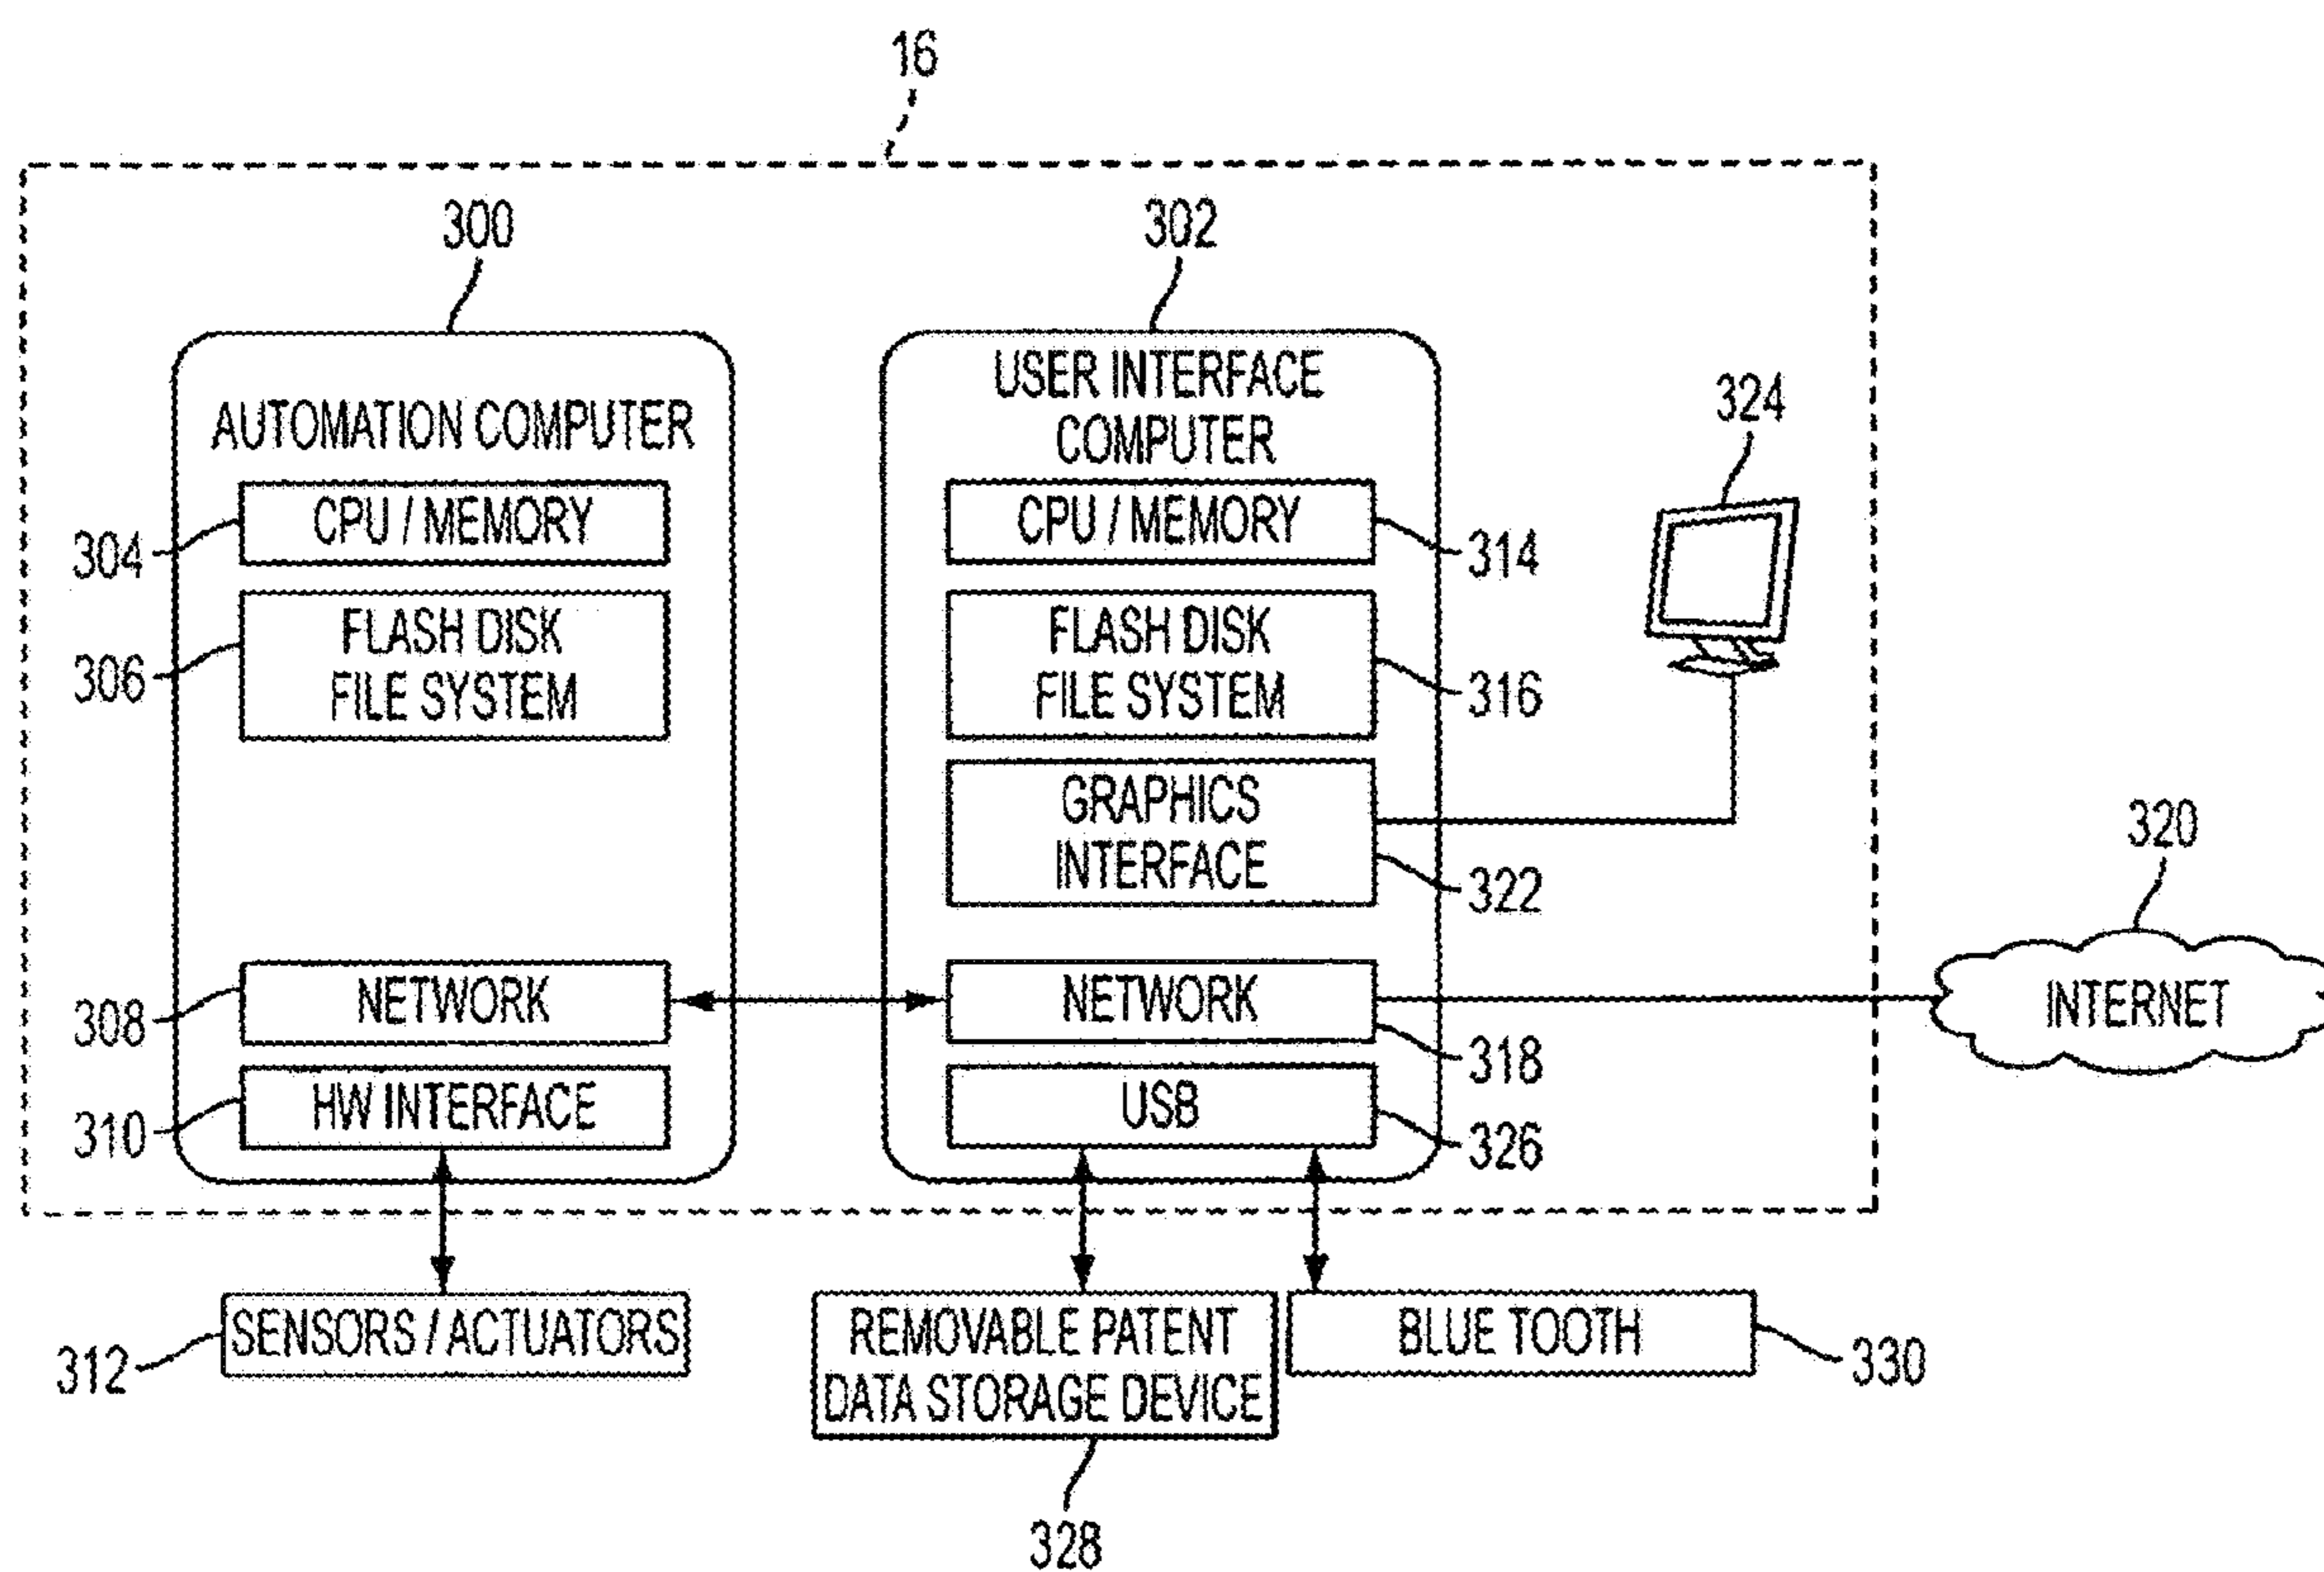 16
300
302
AUTOMATION COMPUTER
USER INTERFACE
COMPUTER
324
CPU / MEMORY
304
CPU / MEMORY
314
FLASH DISK
FILE SYSTEM
306
FLASH DISK
FILE SYSTEM
316
GRAPHICS
INTERFACE
322
320
NETWORK
308
NETWORK
318
INTERNET
HW INTERFACE
310
USB
326
SENSORS / ACTUATORS
312
REMOVABLE PATENT
DATA STORAGE DEVICE
328
BLUE TOOTH
330